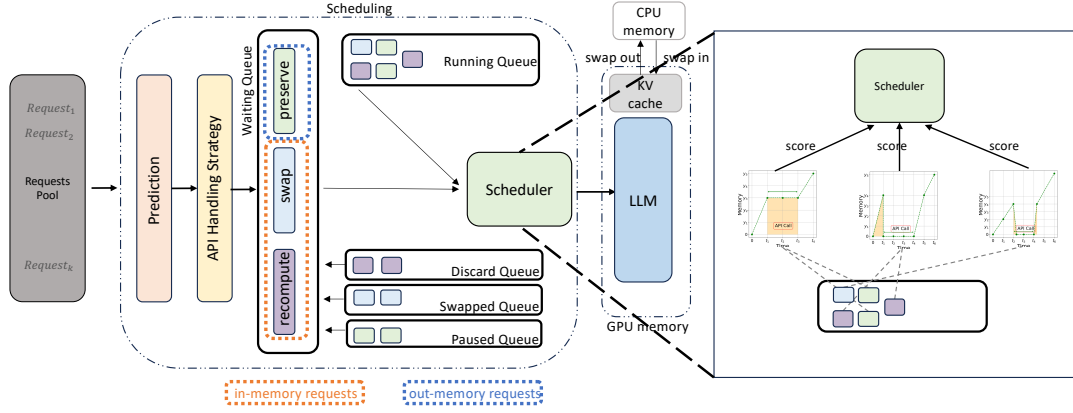 Scheduling
Request₁
Request₂
Requests
Pool
Requestₖ
Prediction
API Handling Strategy
Waiting Queue
preserve
swap
recompute
Running Queue
Discard Queue
Swapped Queue
Paused Queue
in-memory requests
out-memory requests
Scheduler
CPU
memory
swap out
swap in
KV
cache
LLM
GPU memory
Scheduler
score
score
score
Memory
API Call
Time
Memory
API Call
Time
Memory
API Call
Time